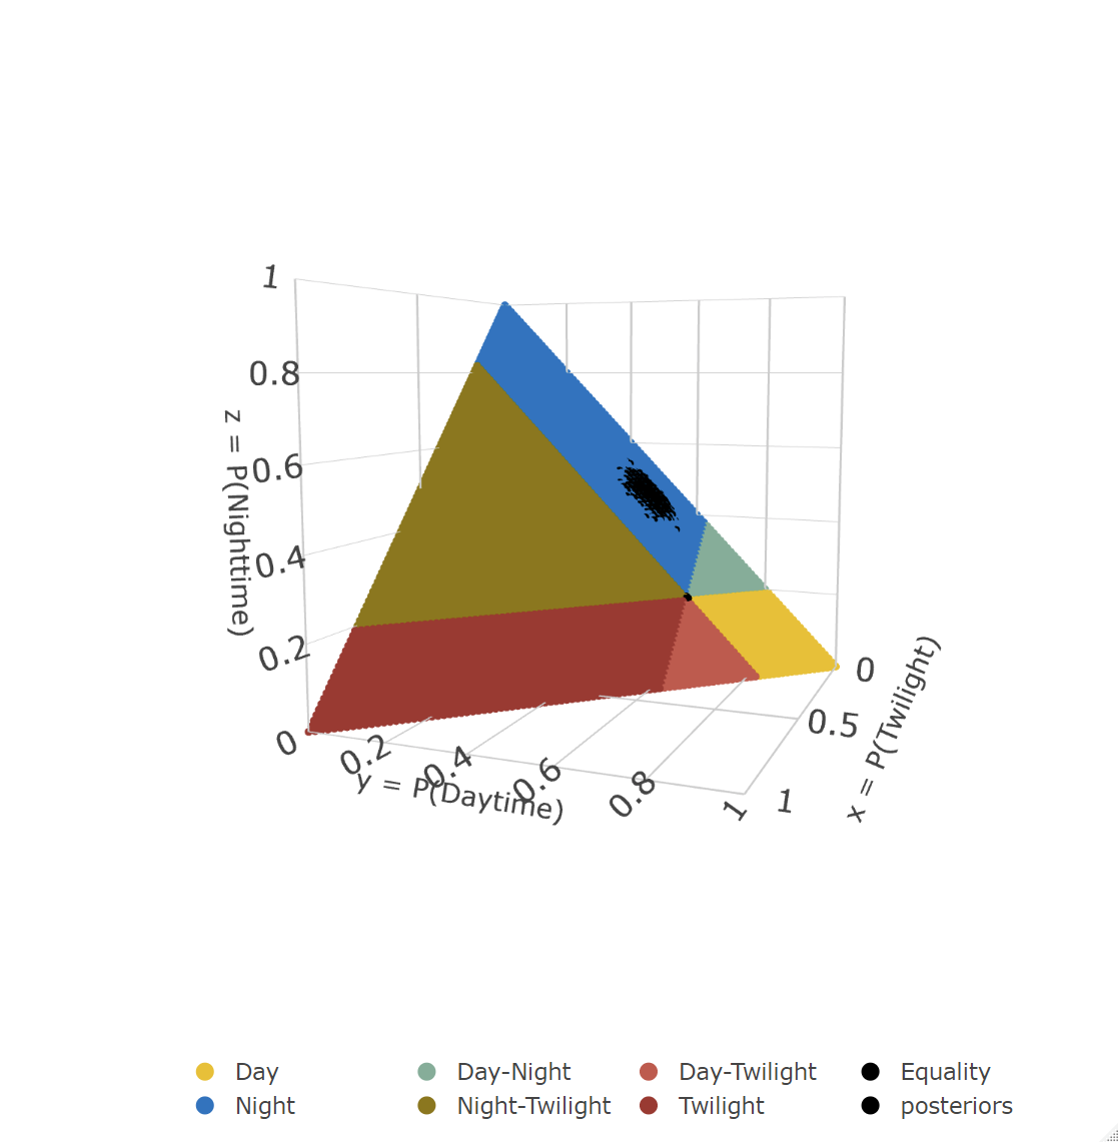 1
0.8
0.6
0.4
0.2
0
z = P(Nighttime)
0
0.2
0.4
0.6
0.8
1
y = P(Daytime)
0
0.5
1
x = P(Twilight)
Day
Day-Night
Day-Twilight
Equality
Night
Night-Twilight
Twilight
posteriors